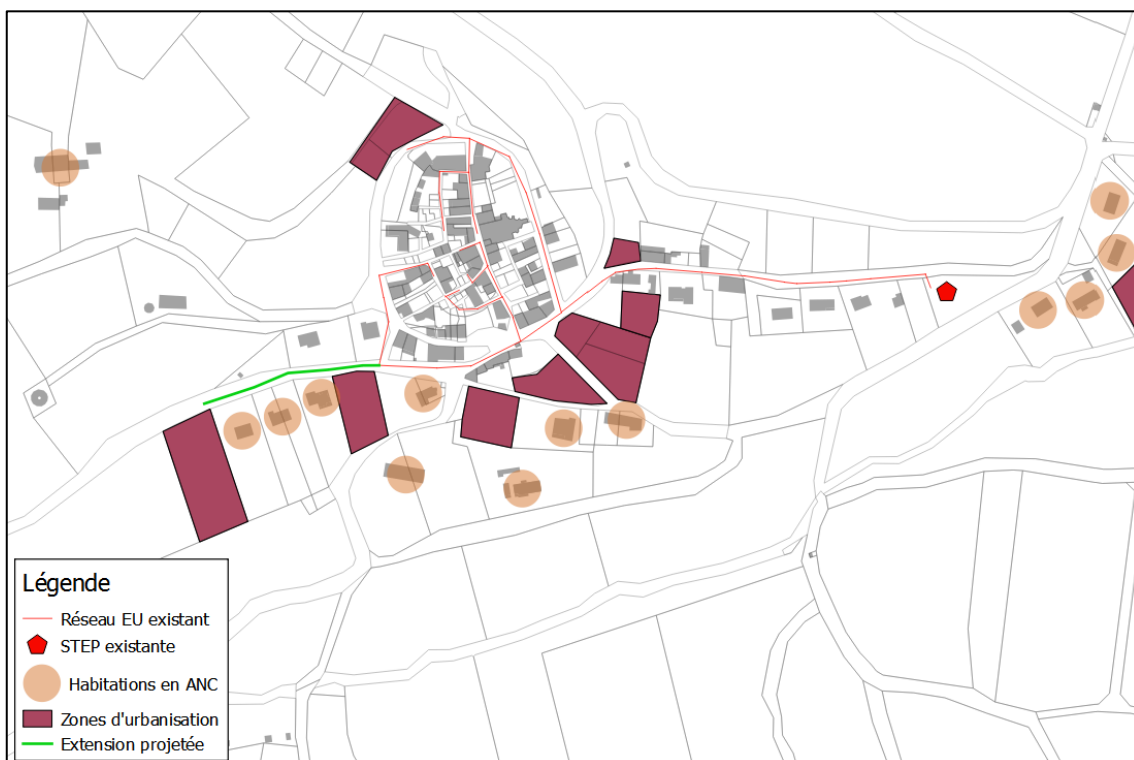 Légende
Réseau EU existant
STEP existante
Habitations en ANC
Zones d'urbanisation
Extension projetée